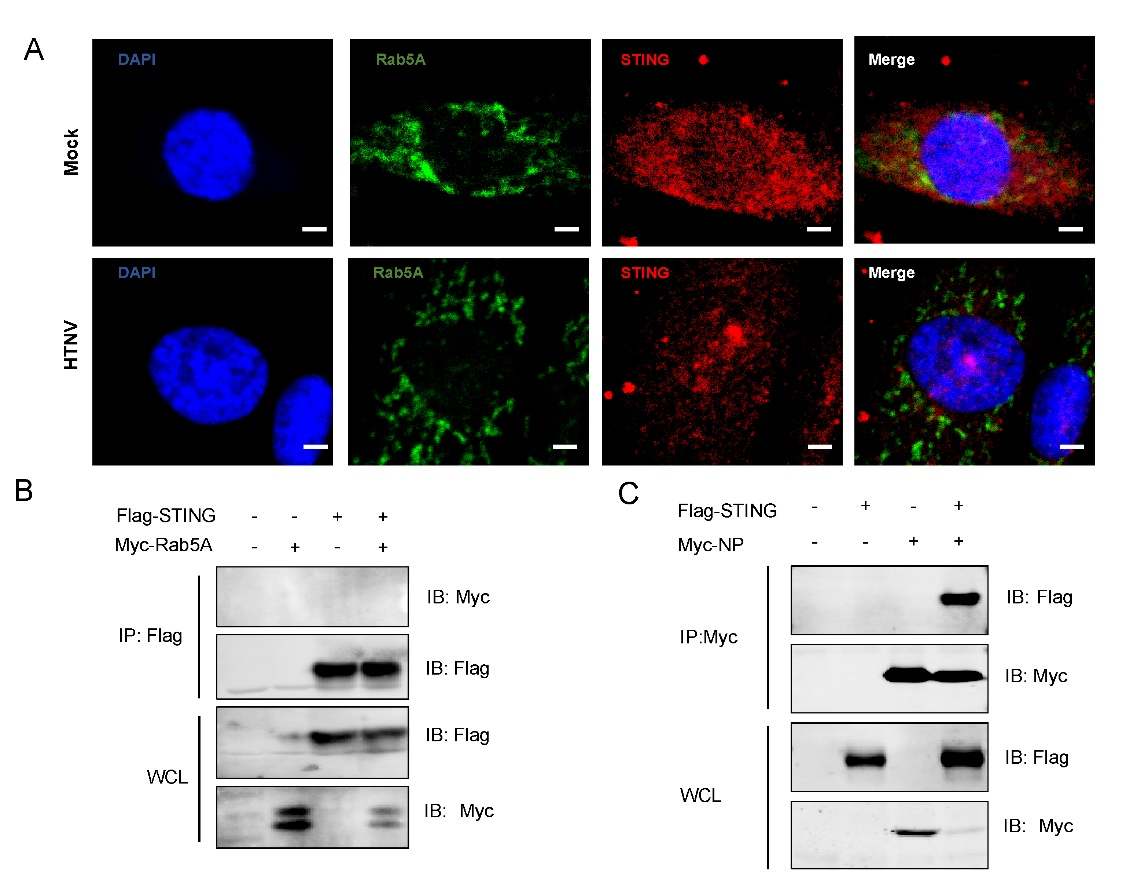 A
DAPI Rab5A STING Merge
Mock
DAPI Rab5A STING Merge
HTNV
B
Flag-STING - - + +
Myc-Rab5A - + - +
IP: Flag
IB: Myc
IB: Flag
WCL
IB: Flag
IB: Myc
C
Flag-STING - + - +
Myc-NP - - + +
IP:Myc
IB: Flag
IB: Myc
WCL
IB: Flag
IB: Myc